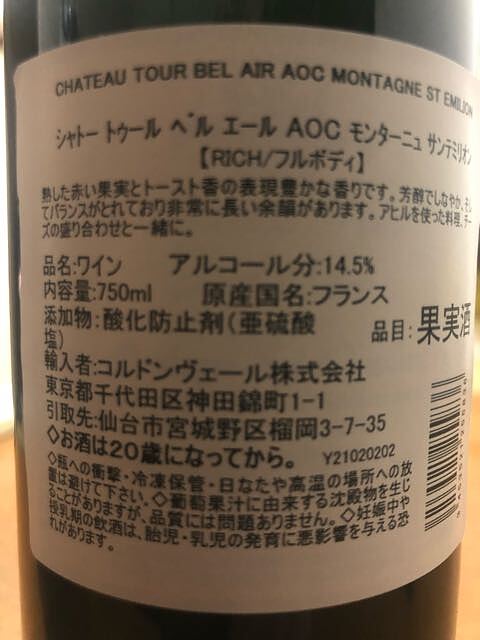 CHATEAU TOUR BEL AIR AOC MONTAGNE ST EMILION
シャトー トゥール ベル エール AOC モンターニュ サンテミリオン
【RICH/フルボディ】
熟した赤い果実とトースト香の表現豊かな香りです。芳醇でしなやか、そし
てバランスがとれており非常に長い余韻があります。アヒルを使った料理、チー
ズの盛り合わせと一緒に。
品名:ワイン アルコール分:14.5%
内容量:750ml 原産国名:フランス
添加物:酸化防止剤(亜硫酸
塩) 品目:果実酒
輸入者:コルドンヴェール株式会社
東京都千代田区神田錦町1-1
引取先:仙台市宮城野区榴岡3-7-35
◇お酒は20歳になってから。 Y21020202
◇瓶への衝撃・冷凍保管・日なたや高温の場所への放
置は避けて下さい。◇葡萄果汁に由来する沈殿物を生じ
ることがありますが、品質には問題ありません。◇妊娠中や
授乳期の飲酒は、胎児・乳児の発育に悪影響を与える恐
れがあります。